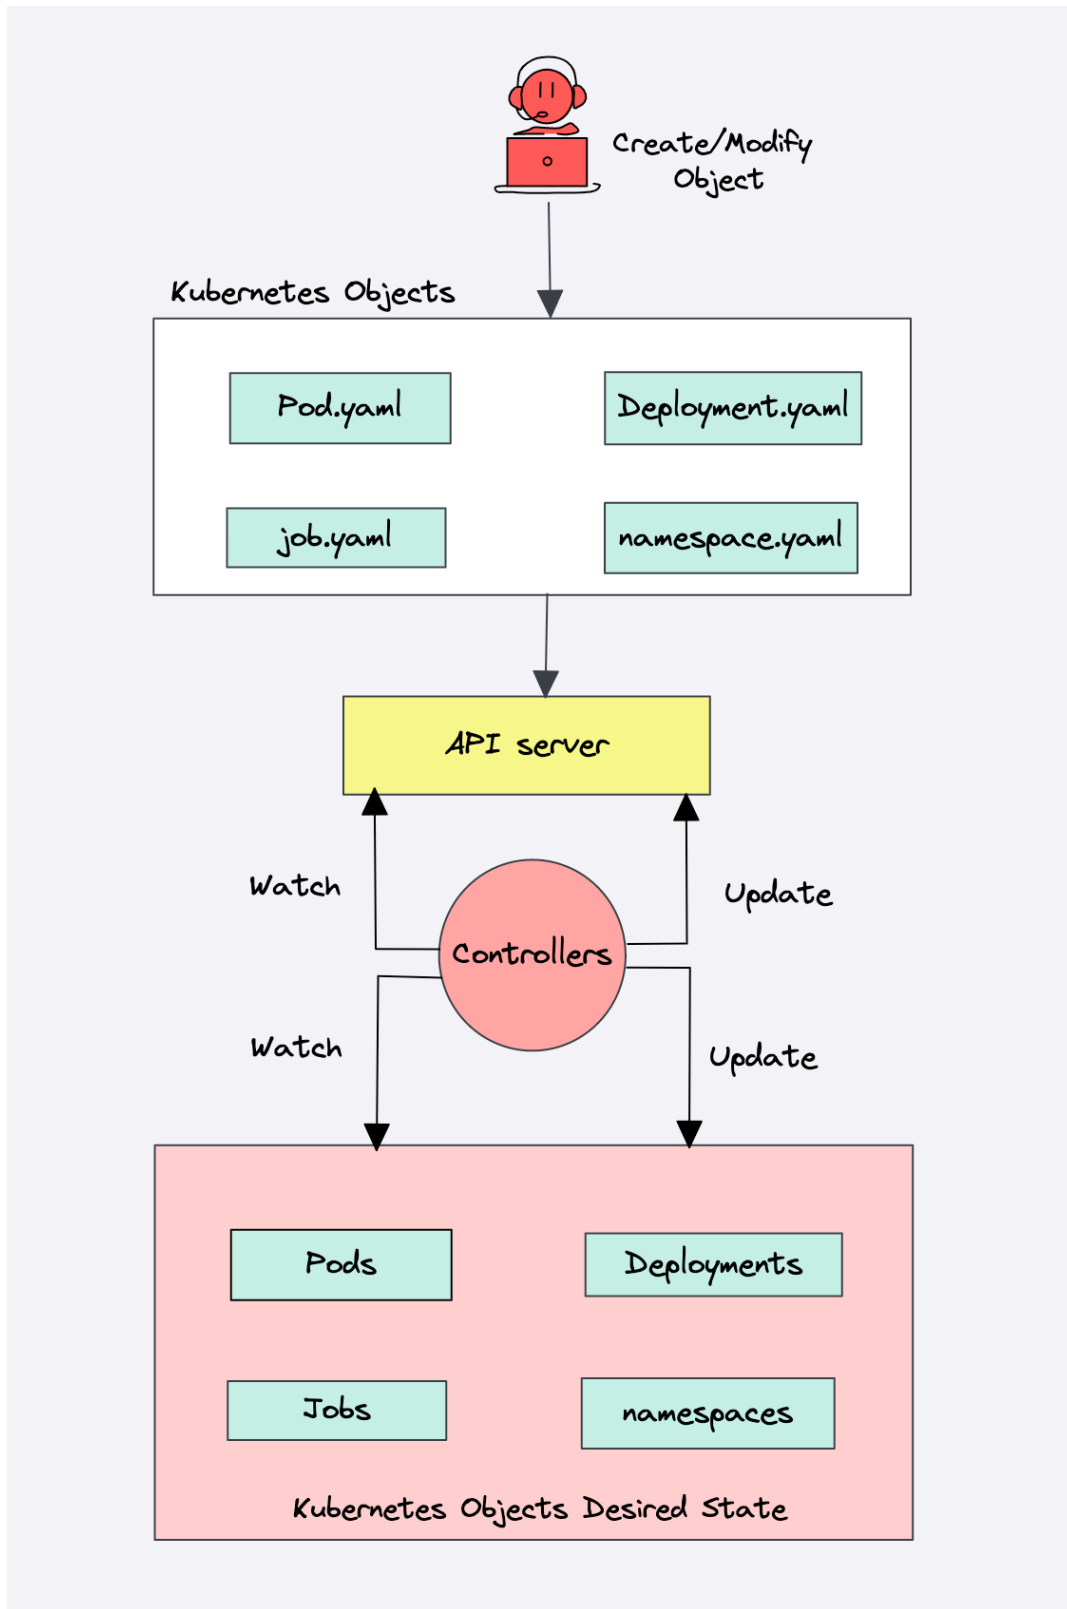 Create/Modify
Object
Kubernetes Objects
Pod.yaml
Deployment.yaml
job.yaml
namespace.yaml
API server
Watch
Update
Controllers
Watch
Update
Pods
Deployments
Jobs
namespaces
Kubernetes Objects Desired State